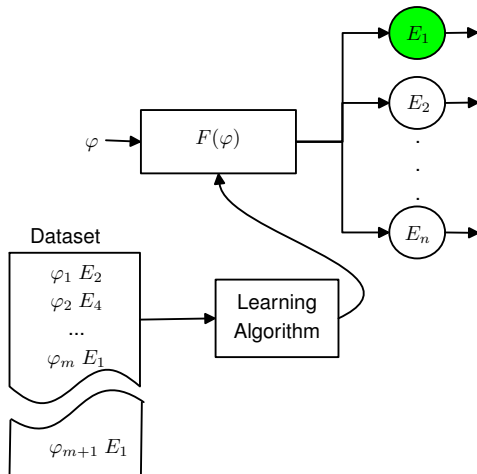 E₁
E₂
.
.
.
Eₙ
φ
F(φ)
Dataset
φ₁ E₂
φ₂ E₄
...
φₘ E₁
φₘ₊₁ E₁
Learning
Algorithm